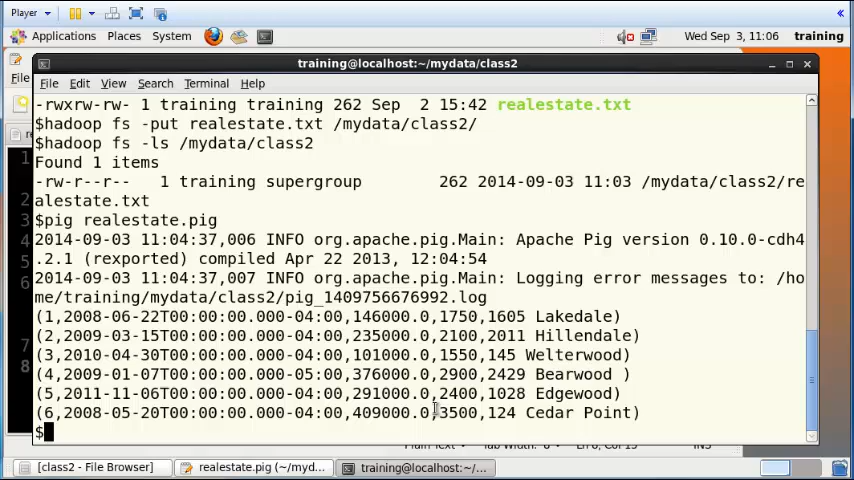 Player
Applications Places System Wed Sep 3, 11:06 training
training@localhost:~/mydata/class2
File Edit View Search Terminal Help
-rwxrw-rw- 1 training training 262 Sep 2 15:42 realestate.txt
$hadoop fs -put realestate.txt /mydata/class2/
$hadoop fs -ls /mydata/class2
Found 1 items
-rw-r--r-- 1 training supergroup 262 2014-09-03 11:03 /mydata/class2/re
alestate.txt
$pig realestate.pig
2014-09-03 11:04:37,006 INFO org.apache.pig.Main: Apache Pig version 0.10.0-cdh4
.2.1 (rexported) compiled Apr 22 2013, 12:04:54
2014-09-03 11:04:37,007 INFO org.apache.pig.Main: Logging error messages to: /ho
me/training/mydata/class2/pig_1409756676992.log
(1,2008-06-22T00:00:00.000-04:00,146000.0,1750,1605 Lakedale)
(2,2009-03-15T00:00:00.000-04:00,235000.0,2100,2011 Hillendale)
(3,2010-04-30T00:00:00.000-04:00,101000.0,1550,145 Welterwood)
(4,2009-01-07T00:00:00.000-05:00,376000.0,2900,2429 Bearwood )
(5,2011-11-06T00:00:00.000-04:00,291000.0,2400,1028 Edgewood)
(6,2008-05-20T00:00:00.000-04:00,409000.0,3500,124 Cedar Point)
$
1
2
3
4
5
6
7
8
[class2 - File Browser] realestate.pig (~/myd... training@localhost:~/...